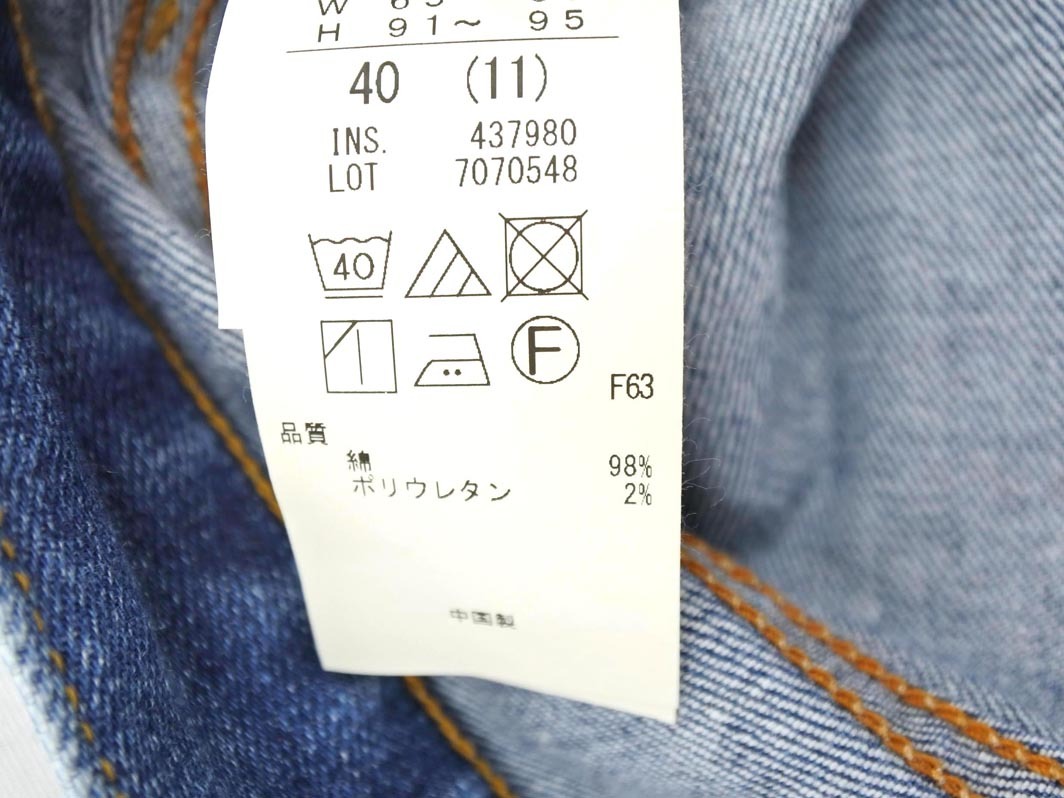 H 91～95
40 (11)
INS. 437980
LOT 7070548
40
F
F63
品質
綿 98%
ポリウレタン 2%
中国製